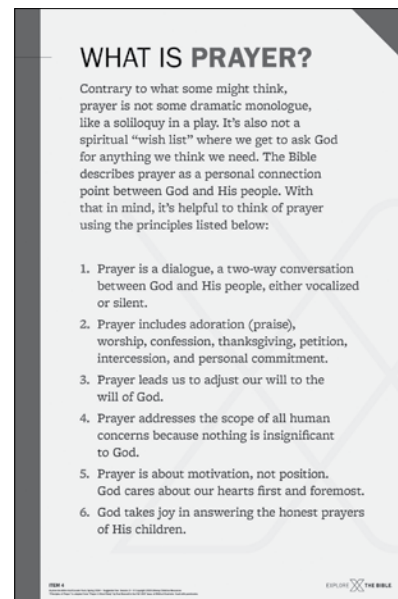 WHAT IS PRAYER?
Contrary to what some might think,
prayer is not some dramatic monologue,
like a soliloquy in a play. It's also not a
spiritual “wish list” where we get to ask God
for anything we think we need. The Bible
describes prayer as a personal connection
point between God and His people. With
that in mind, it's helpful to think of prayer
using the principles listed below:
1. Prayer is a dialogue, a two-way conversation
between God and His people, either vocalized
or silent.
2. Prayer includes adoration (praise),
worship, confession, thanksgiving, petition,
intercession, and personal commitment.
3. Prayer leads us to adjust our will to the
will of God.
4. Prayer addresses the scope of all human
concerns because nothing is insignificant
to God.
5. Prayer is about motivation, not position.
God cares about our hearts first and foremost.
6. God takes joy in answering the honest prayers
of His children.
ITEM 4
EXPLORE THE BIBLE